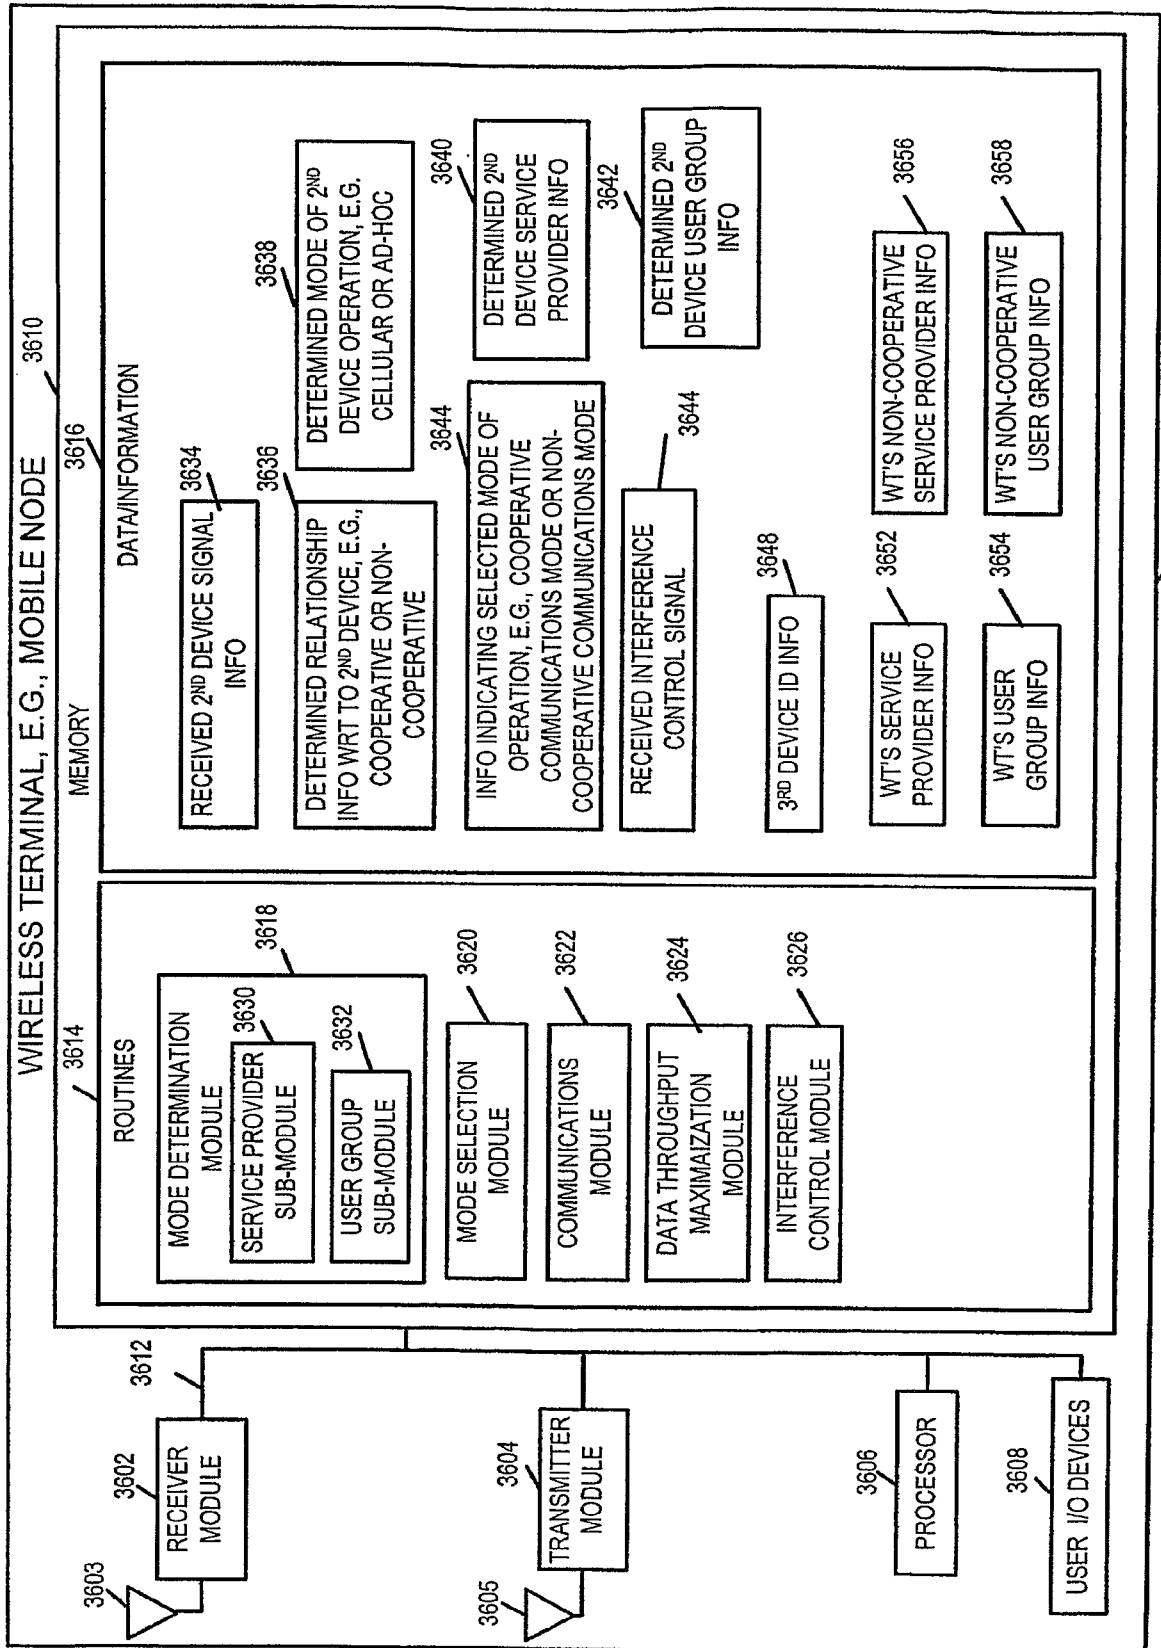 WIRELESS TERMINAL, E.G., MOBILE NODE
3610
MEMORY
3616
3614
ROUTINES
MODE DETERMINATION
MODULE
3618
SERVICE PROVIDER
SUB-MODULE
3630
USER GROUP
SUB-MODULE
3632
MODE SELECTION
MODULE
3620
COMMUNICATIONS
MODULE
3622
DATA THROUGHPUT
MAXIMAIZATION
MODULE
3624
INTERFERENCE
CONTROL MODULE
3626
DATA/INFORMATION
RECEIVED 2ND DEVICE SIGNAL
INFO
3634
DETERMINED RELATIONSHIP
INFO WRT TO 2ND DEVICE, E.G.,
COOPERATIVE OR NON-
COOPERATIVE
3636
DETERMINED MODE OF 2ND
DEVICE OPERATION, E.G.
CELLULAR OR AD-HOC
3638
INFO INDICATING SELECTED MODE OF
OPERATION, E.G., COOPERATIVE
COMMUNICATIONS MODE OR NON-
COOPERATIVE COMMUNICATIONS MODE
3644
DETERMINED 2ND
DEVICE SERVICE
PROVIDER INFO
3640
RECEIVED INTERFERENCE
CONTROL SIGNAL
3644
DETERMINED 2ND
DEVICE USER GROUP
INFO
3642
3RD DEVICE ID INFO
3648
WT'S SERVICE
PROVIDER INFO
3652
WT'S NON-COOPERATIVE
SERVICE PROVIDER INFO
3656
WT'S USER
GROUP INFO
3654
WT'S NON-COOPERATIVE
USER GROUP INFO
3658
3603
3602
RECEIVER
MODULE
3612
3605
3604
TRANSMITTER
MODULE
3606
PROCESSOR
3608
USER I/O DEVICES